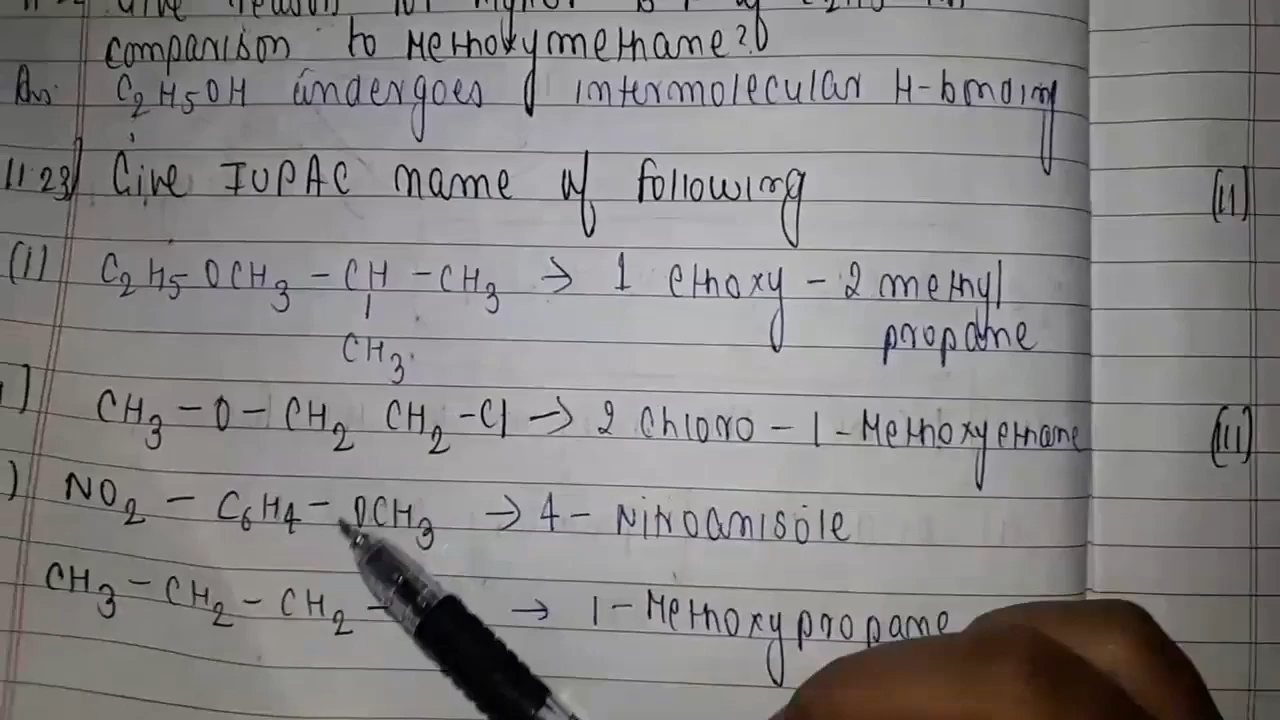 comparison to Methoxymethane?
Ans C2H5OH undergoes intermolecular H-bonding
11.23) Give IUPAC name of following
(I) C2H5OCH3 - CH - CH3 → 1 ethoxy - 2 methyl
propane
CH3
CH3 - O - CH2 CH2 - Cl → 2 Chloro - 1 - Methoxyethane
) NO2 - C6H4 - OCH3 → 4 - Nitroanisole
CH3 - CH2 - CH2 - → 1 - Methoxypropane
(II)
(III)